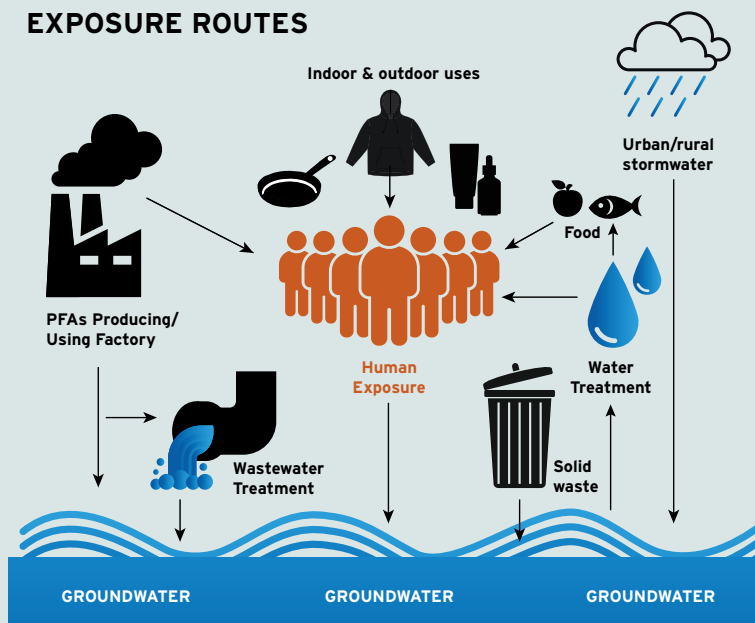 EXPOSURE ROUTES
Indoor & outdoor uses
Urban/rural
stormwater
Food
PFAs Producing/
Using Factory
Human
Exposure
Water
Treatment
Wastewater
Treatment
Solid
waste
GROUNDWATER
GROUNDWATER
GROUNDWATER